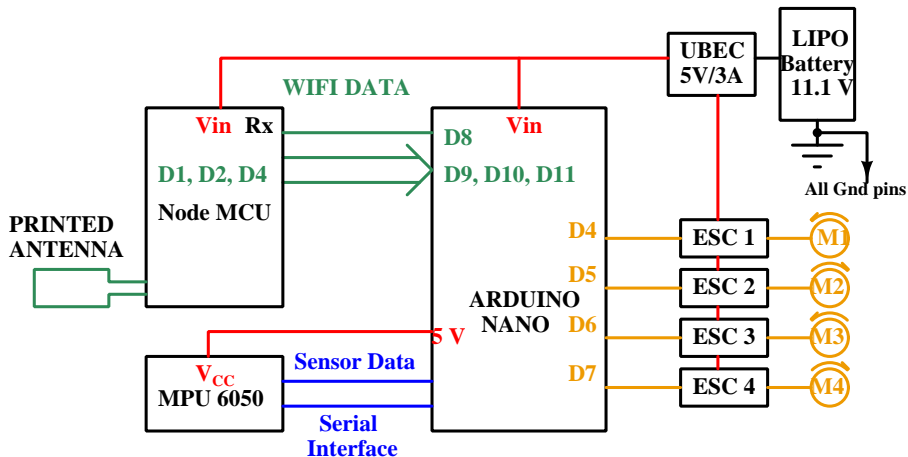 UBEC
5V/3A
LIPO
Battery
11.1 V
WIFI DATA
Vin
Rx
D8
Vin
D1, D2, D4
D9, D10, D11
Node MCU
All Gnd pins
PRINTED
ANTENNA
D4
ESC 1
M1
D5
ESC 2
M2
ARDUINO
NANO
D6
ESC 3
M3
5 V
D7
ESC 4
M4
VCC
MPU 6050
Sensor Data
Serial
Interface